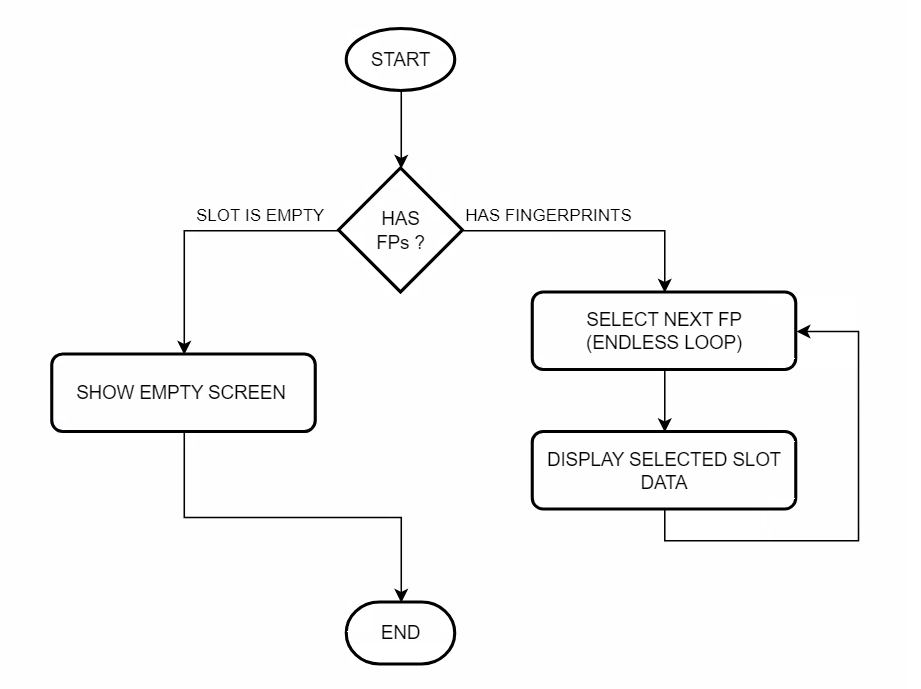 START
SLOT IS EMPTY
HAS
FPs ?
HAS FINGERPRINTS
SELECT NEXT FP
(ENDLESS LOOP)
SHOW EMPTY SCREEN
DISPLAY SELECTED SLOT
DATA
END